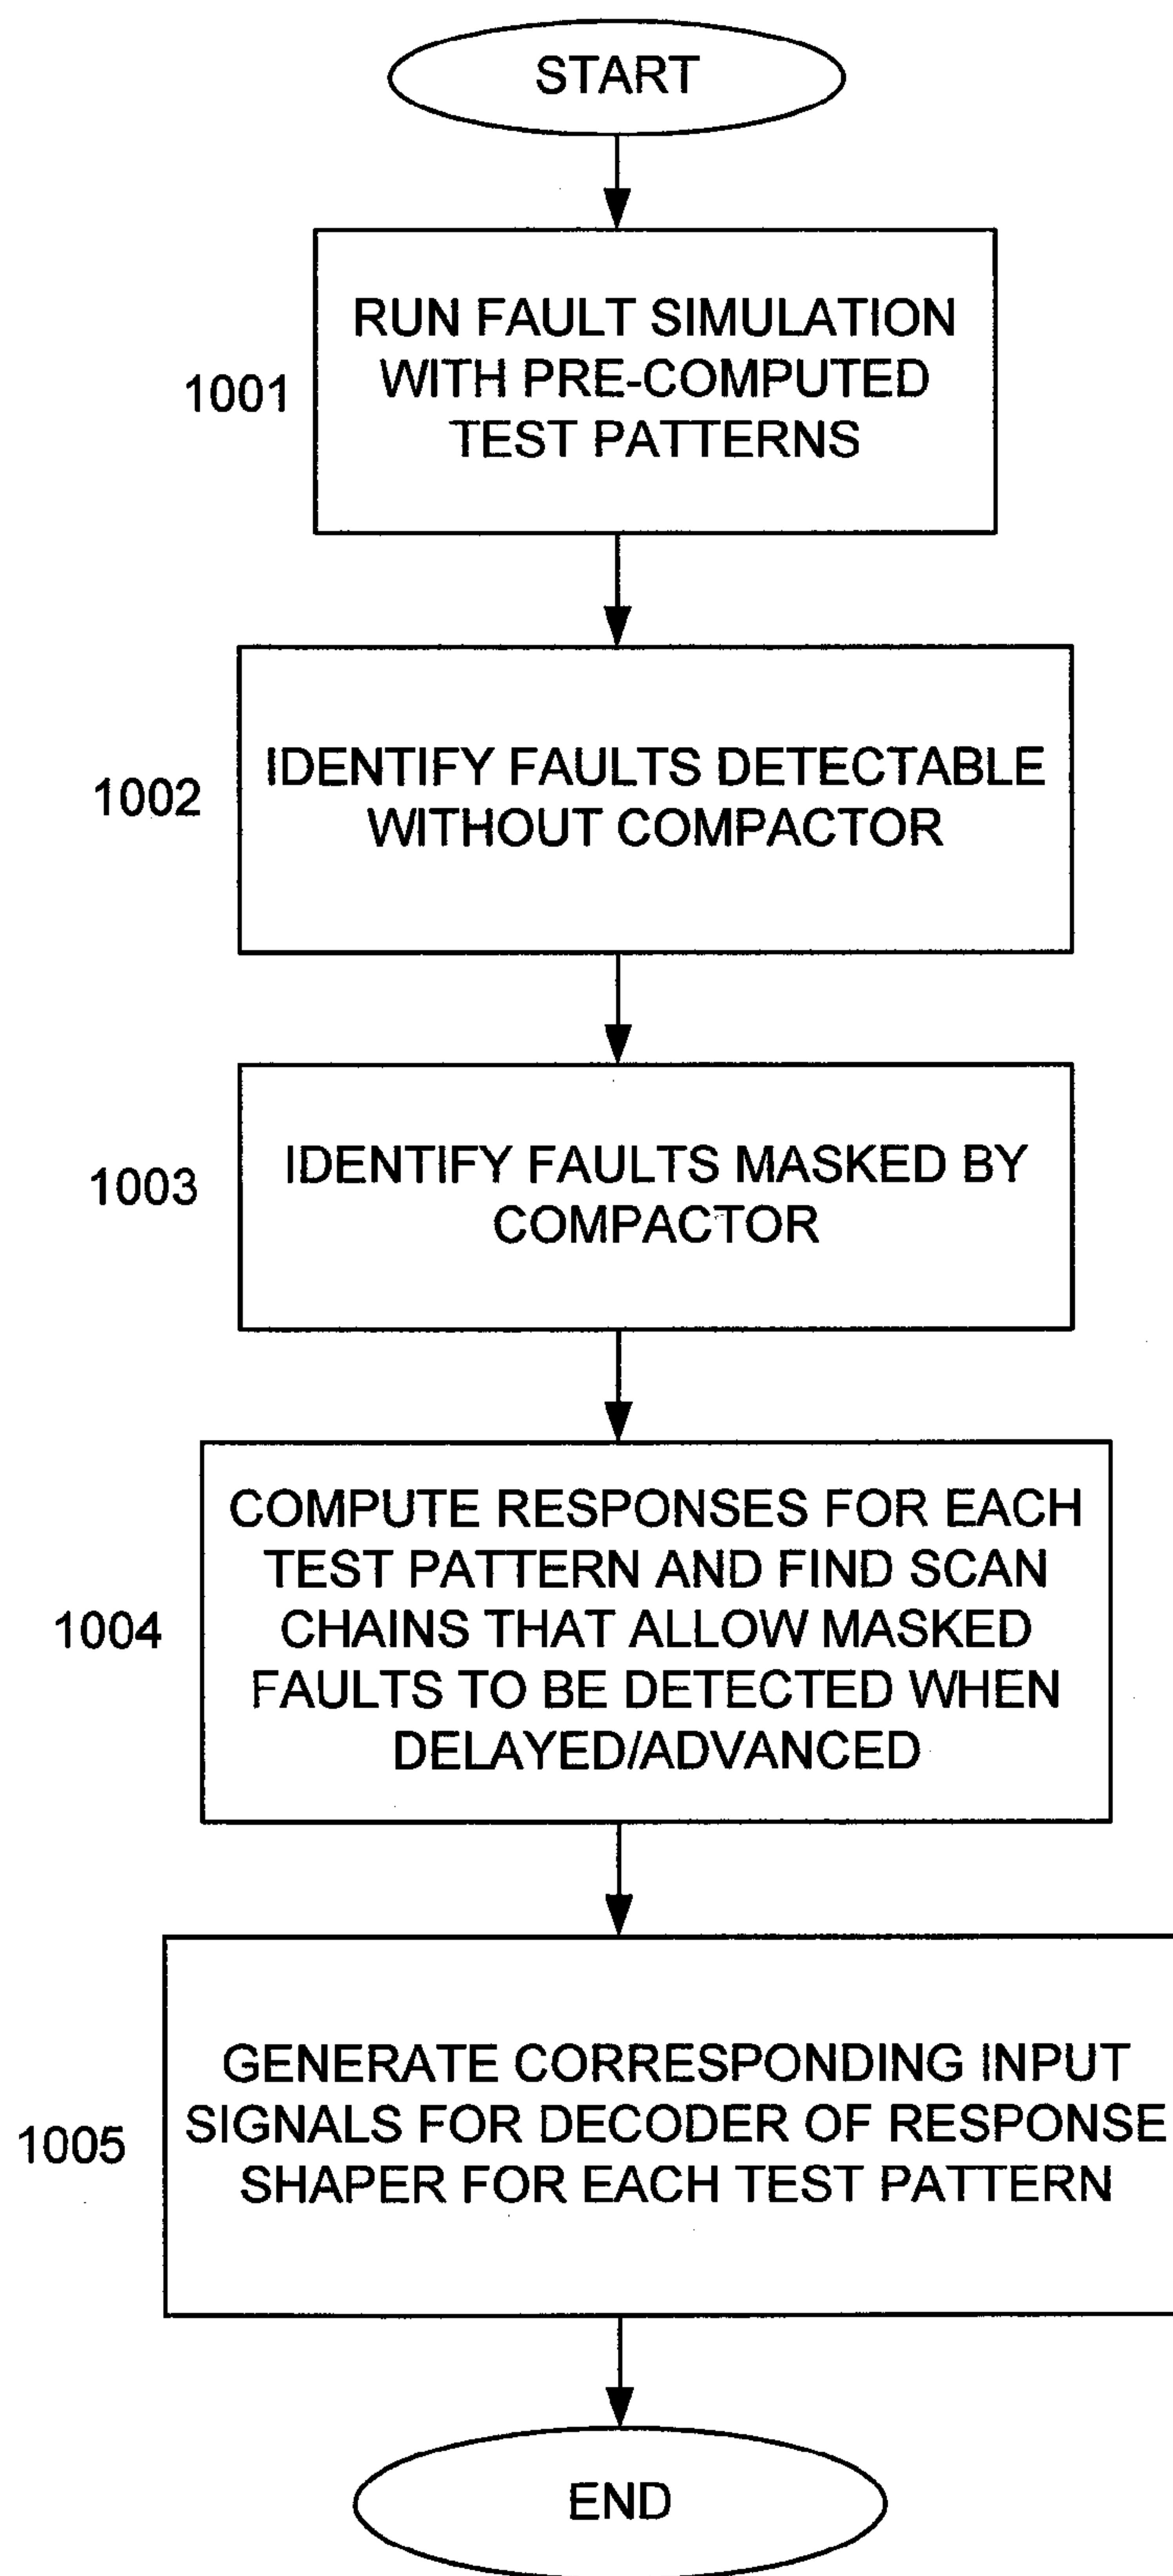 START
1001
RUN FAULT SIMULATION
WITH PRE-COMPUTED
TEST PATTERNS
1002
IDENTIFY FAULTS DETECTABLE
WITHOUT COMPACTOR
1003
IDENTIFY FAULTS MASKED BY
COMPACTOR
1004
COMPUTE RESPONSES FOR EACH
TEST PATTERN AND FIND SCAN
CHAINS THAT ALLOW MASKED
FAULTS TO BE DETECTED WHEN
DELAYED/ADVANCED
1005
GENERATE CORRESPONDING INPUT
SIGNALS FOR DECODER OF RESPONSE
SHAPER FOR EACH TEST PATTERN
END